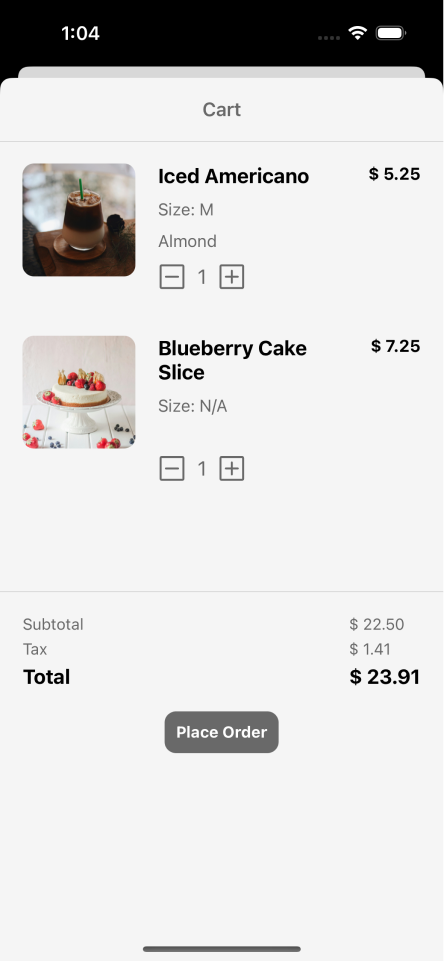 1:04
Cart
Iced Americano $ 5.25
Size: M
Almond
1
Blueberry Cake $ 7.25
Slice
Size: N/A
1
Subtotal $ 22.50
Tax $ 1.41
Total $ 23.91
Place Order